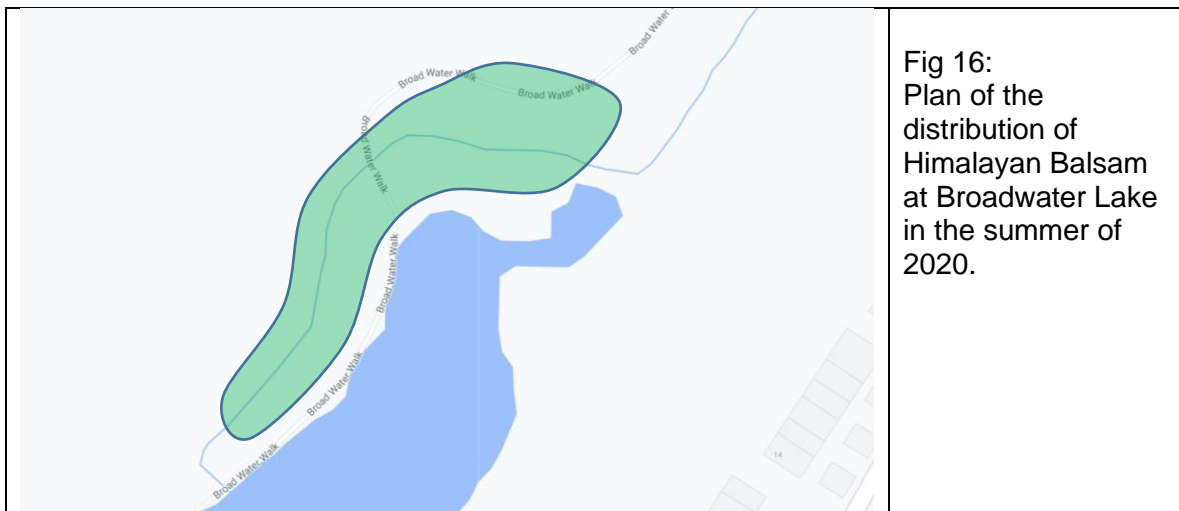 Broad Water Walk
Broad Water Walk
Broad Water Walk
Broad Water Walk
Broad Water Walk
Broad Water Walk
Broad Water Walk
14
Fig 16:
Plan of the
distribution of
Himalayan Balsam
at Broadwater Lake
in the summer of
2020.